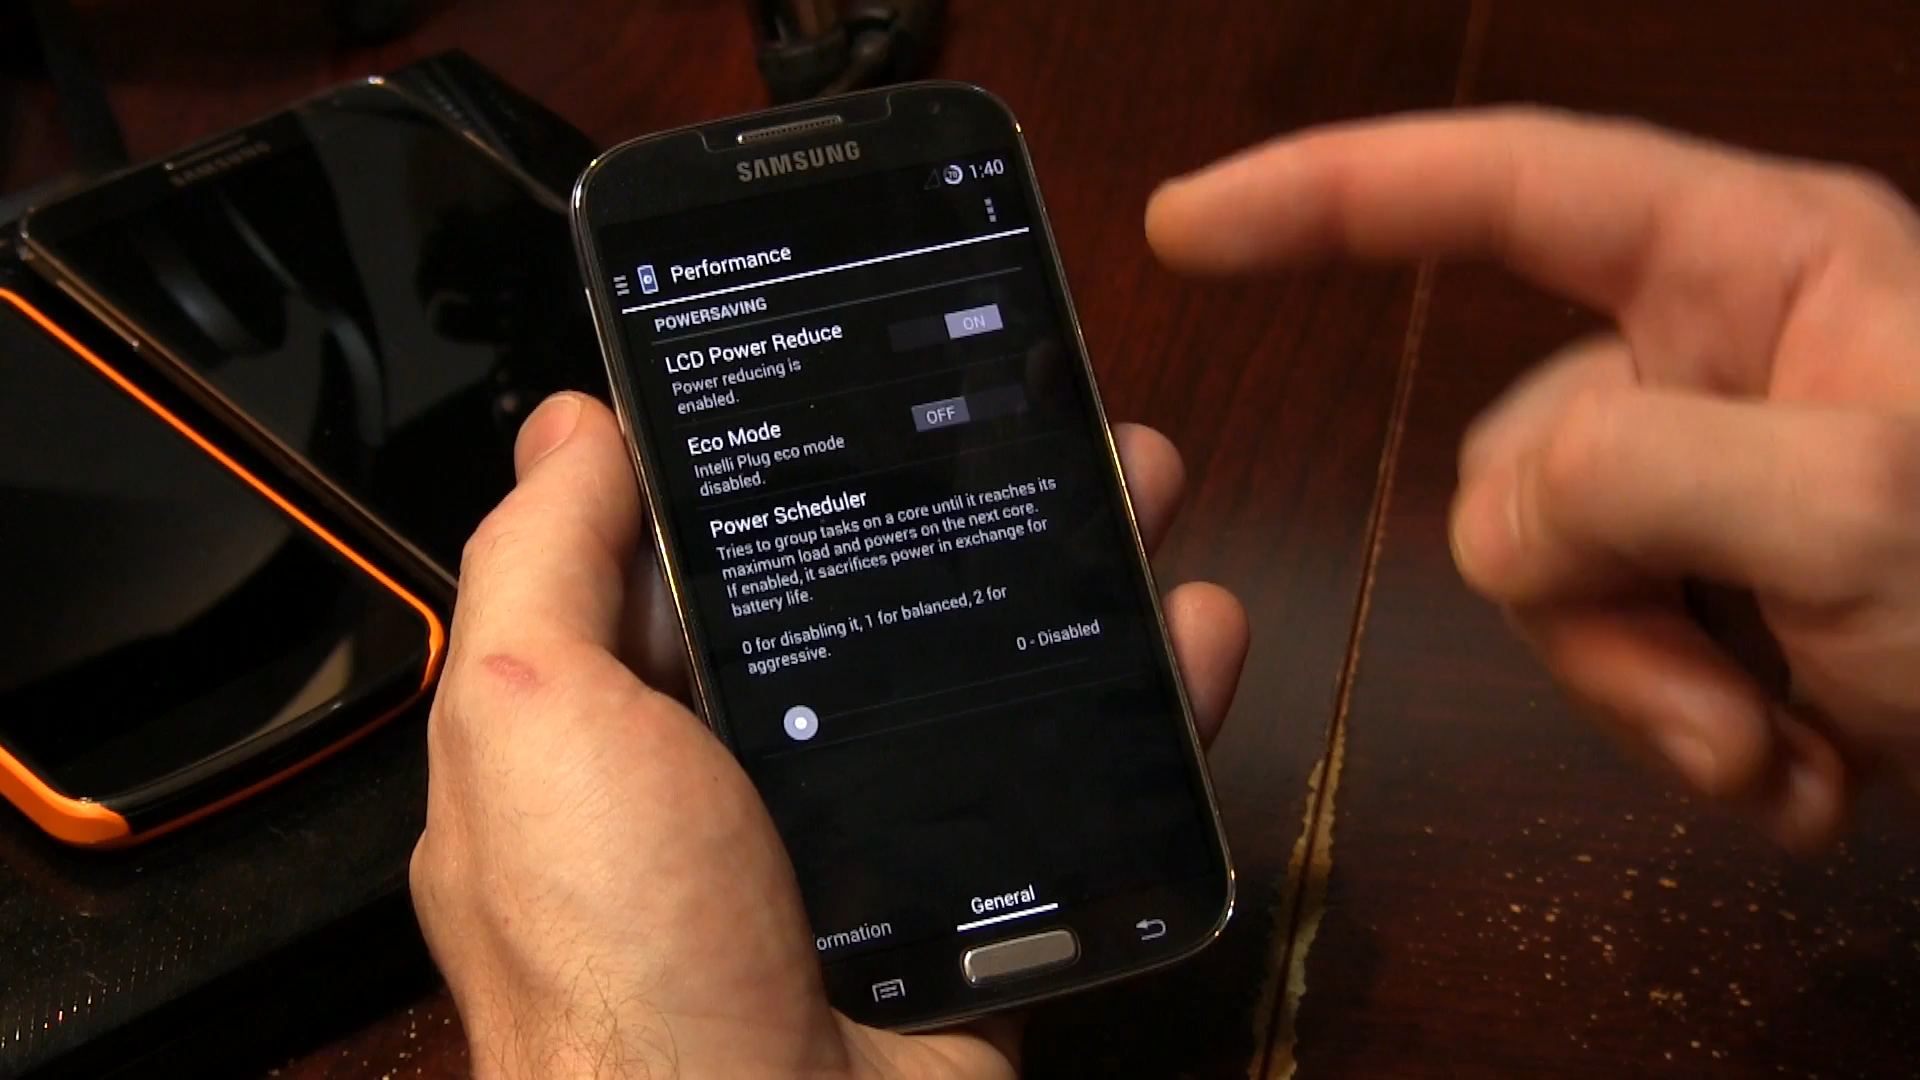 SAMSUNG
SAMSUNG
1:40
Performance
POWERSAVING
LCD Power Reduce
ON
Power reducing is
enabled.
Eco Mode
OFF
Intelli Plug eco mode
disabled.
Power Scheduler
Tries to group tasks on a core until it reaches its
maximum load and powers on the next core.
If enabled, it sacrifices power in exchange for
battery life.
0 for disabling it, 1 for balanced, 2 for
aggressive.
0 - Disabled
ormation
General